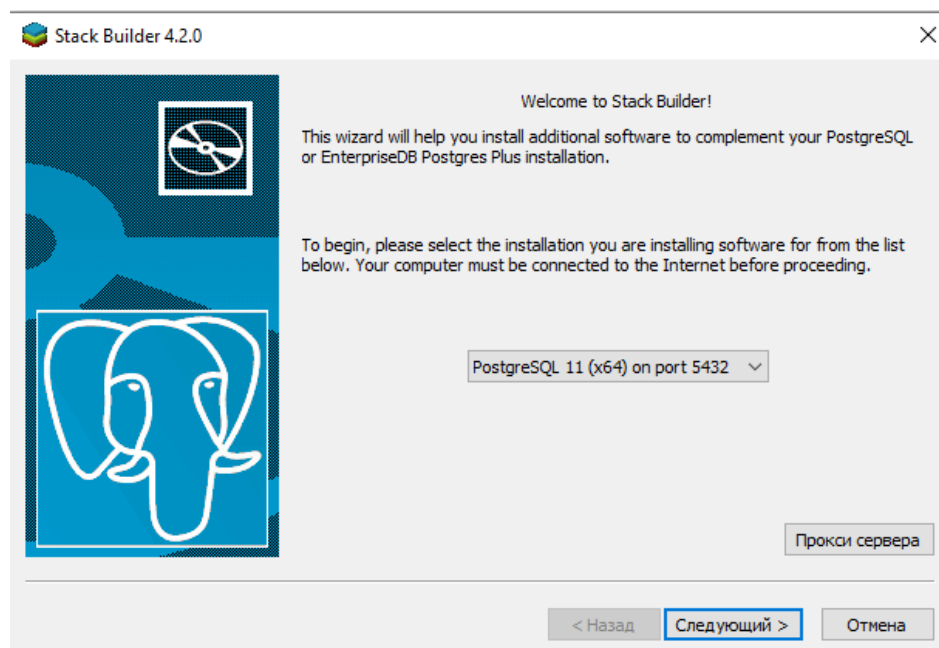 Stack Builder 4.2.0
Welcome to Stack Builder!
This wizard will help you install additional software to complement your PostgreSQL
or EnterpriseDB Postgres Plus installation.
To begin, please select the installation you are installing software for from the list
below. Your computer must be connected to the Internet before proceeding.
PostgreSQL 11 (x64) on port 5432
Прокси сервера
< Назад
Следующий >
Отмена